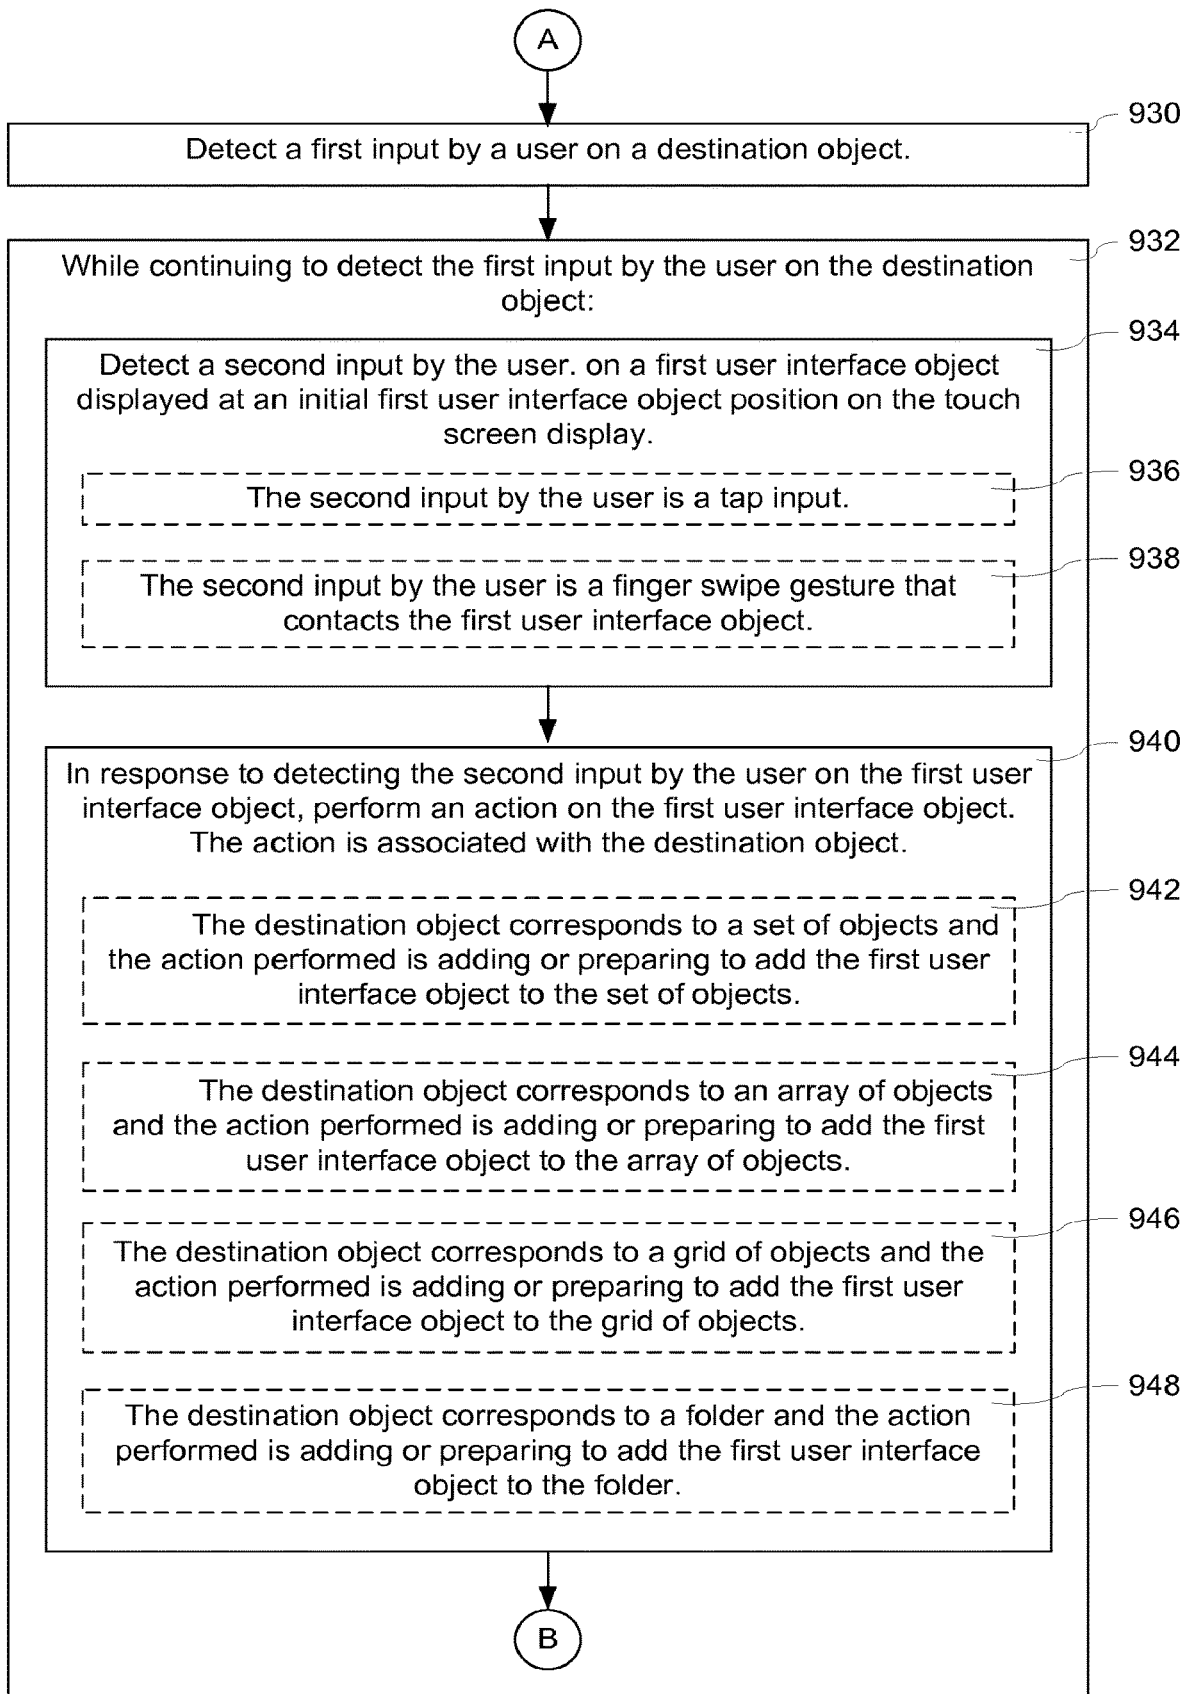 A
930
Detect a first input by a user on a destination object.
932
While continuing to detect the first input by the user on the destination
object:
934
Detect a second input by the user. on a first user interface object
displayed at an initial first user interface object position on the touch
screen display.
936
The second input by the user is a tap input.
938
The second input by the user is a finger swipe gesture that
contacts the first user interface object.
940
In response to detecting the second input by the user on the first user
interface object, perform an action on the first user interface object.
The action is associated with the destination object.
942
The destination object corresponds to a set of objects and
the action performed is adding or preparing to add the first user
interface object to the set of objects.
944
The destination object corresponds to an array of objects
and the action performed is adding or preparing to add the first
user interface object to the array of objects.
946
The destination object corresponds to a grid of objects and the
action performed is adding or preparing to add the first user
interface object to the grid of objects.
948
The destination object corresponds to a folder and the action
performed is adding or preparing to add the first user interface
object to the folder.
B